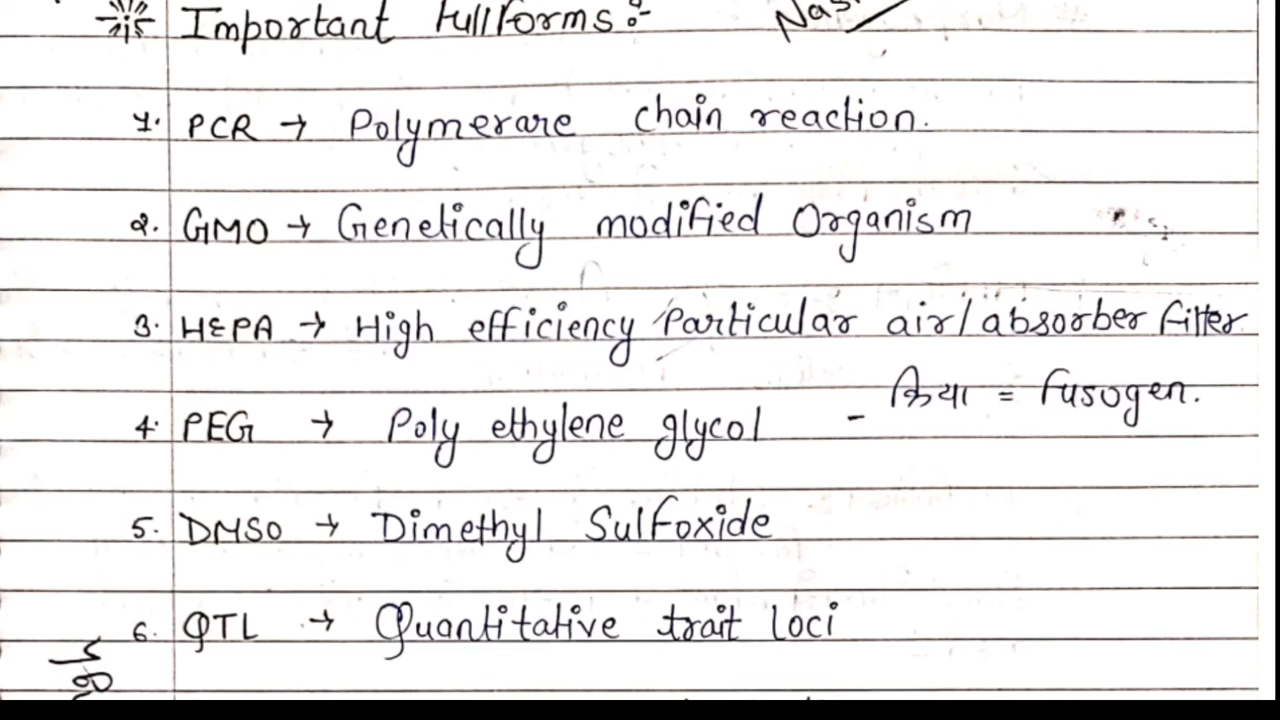 Important Fullforms :-
1. PCR → Polymerare chain reaction.
2. GMO → Genetically modified Organism
3. HEPA → High efficiency Particular air/absorber filter
क्रिया = Fusogen.
4. PEG → Poly ethylene glycol -
5. DMSO → Dimethyl Sulfoxide
6. QTL → Quantitative trait loci